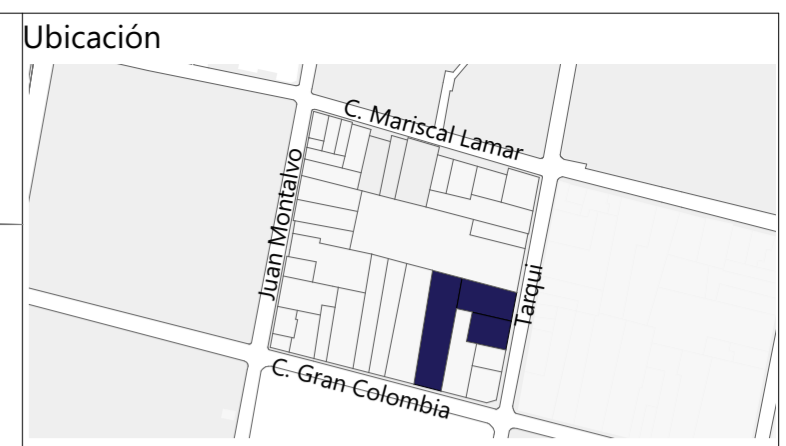 Ubicación
C. Mariscal Lamar
Juan Montalvo
Tarqui
C. Gran Colombia